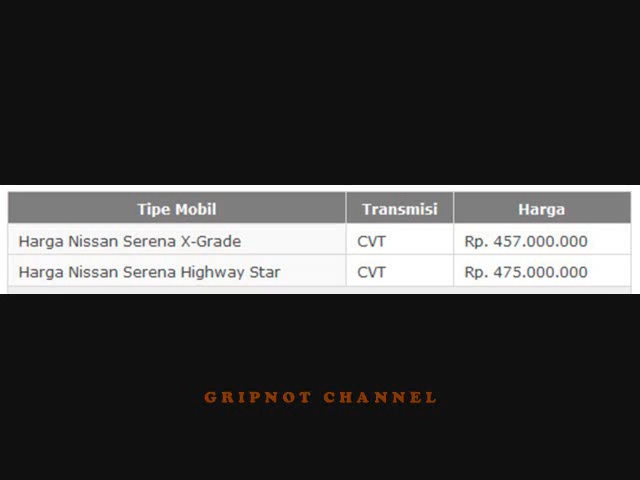 Tipe Mobil Transmisi Harga
Harga Nissan Serena X-Grade CVT Rp. 457.000.000
Harga Nissan Serena Highway Star CVT Rp. 475.000.000
GRIPNOT CHANNEL